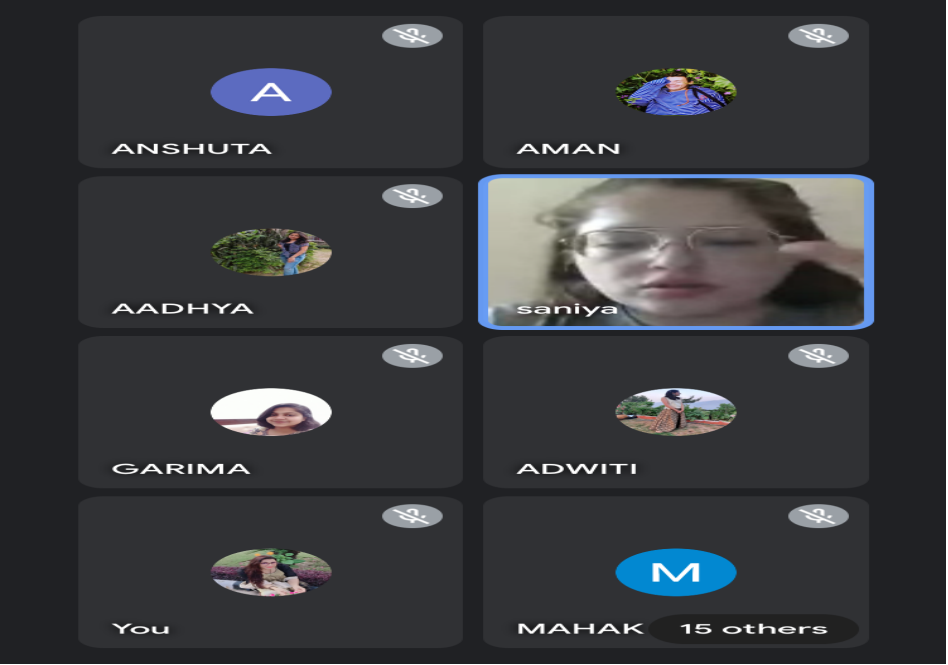 A
ANSHUTA
AMAN
AADHYA
saniya
GARIMA
ADWITI
You
M
MAHAK 15 others